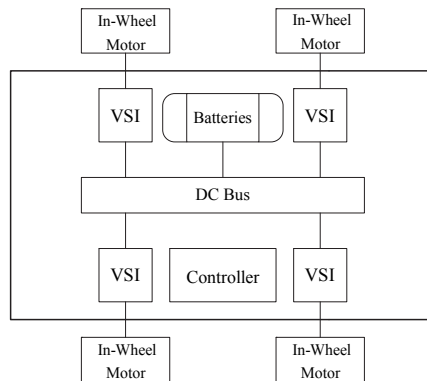 In-Wheel
Motor
In-Wheel
Motor
VSI
Batteries
VSI
DC Bus
VSI
Controller
VSI
In-Wheel
Motor
In-Wheel
Motor